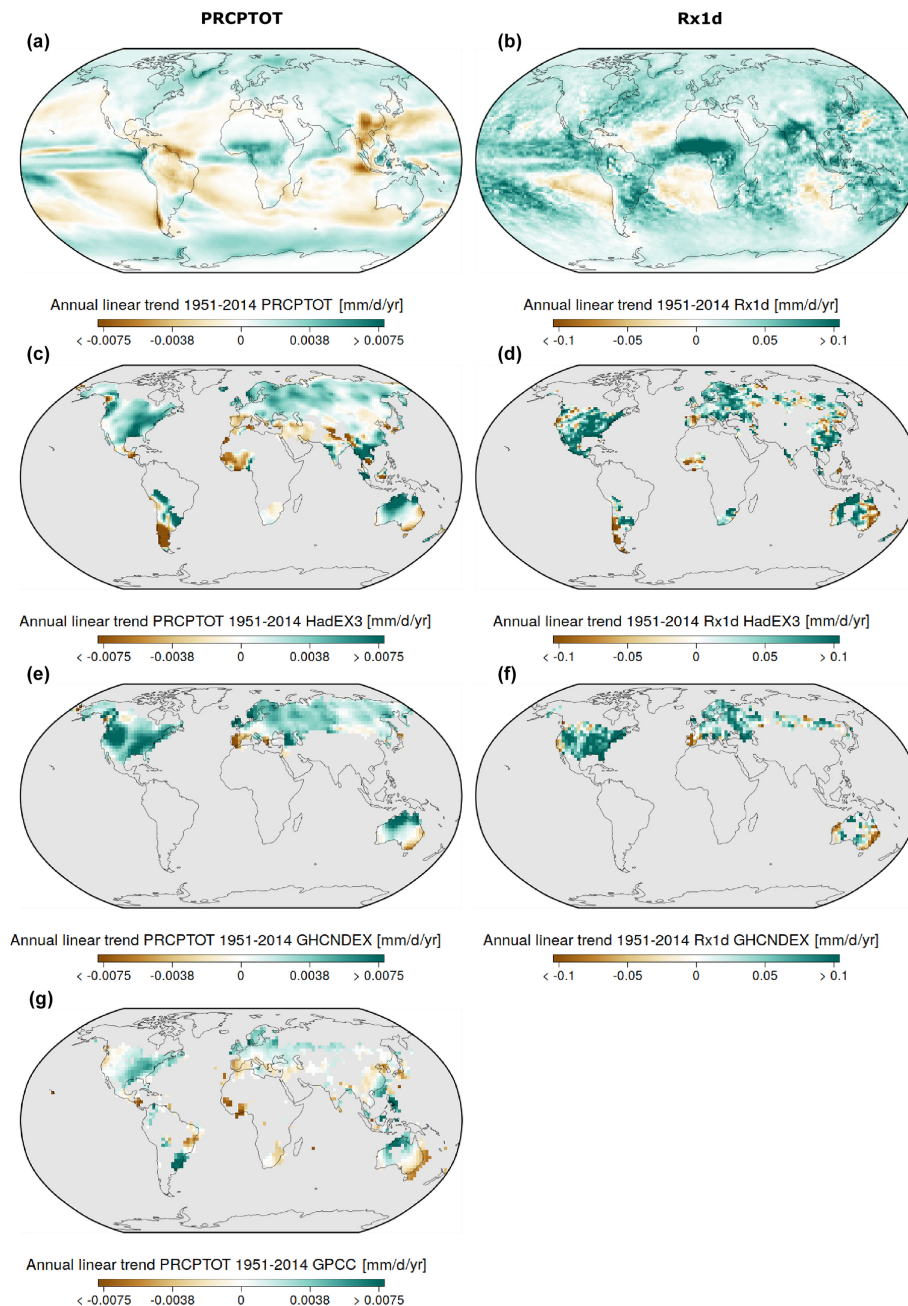 PRCPTOT Rx1d
(a) (b)
Annual linear trend 1951-2014 PRCPTOT [mm/d/yr] Annual linear trend 1951-2014 Rx1d [mm/d/yr]
< -0.0075 -0.0038 0 0.0038 > 0.0075 < -0.1 -0.05 0 0.05 > 0.1
(c) (d)
Annual linear trend PRCPTOT 1951-2014 HadEX3 [mm/d/yr] Annual linear trend 1951-2014 Rx1d HadEX3 [mm/d/yr]
< -0.0075 -0.0038 0 0.0038 > 0.0075 < -0.1 -0.05 0 0.05 > 0.1
(e) (f)
Annual linear trend PRCPTOT 1951-2014 GHCNDEX [mm/d/yr] Annual linear trend 1951-2014 Rx1d GHCNDEX [mm/d/yr]
< -0.0075 -0.0038 0 0.0038 > 0.0075 < -0.1 -0.05 0 0.05 > 0.1
(g)
Annual linear trend PRCPTOT 1951-2014 GPCC [mm/d/yr]
< -0.0075 -0.0038 0 0.0038 > 0.0075